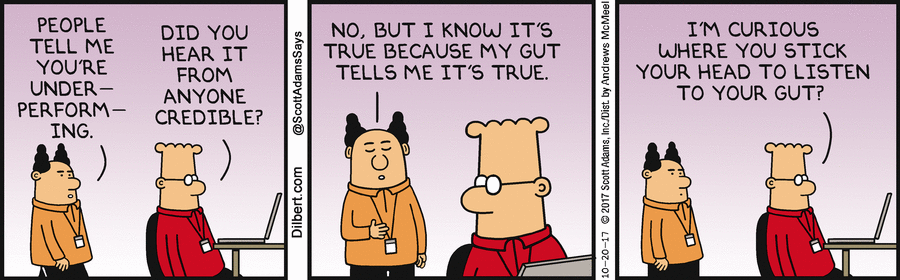 PEOPLE
TELL ME
YOU'RE
UNDER—
PERFORM—
ING.
DID YOU
HEAR IT
FROM
ANYONE
CREDIBLE?
Dilbert.com @ScottAdamsSays
NO, BUT I KNOW IT'S
TRUE BECAUSE MY GUT
TELLS ME IT'S TRUE.
10-20-17 © 2017 Scott Adams, Inc./Dist. by Andrews McMeel
I'M CURIOUS
WHERE YOU STICK
YOUR HEAD TO LISTEN
TO YOUR GUT?